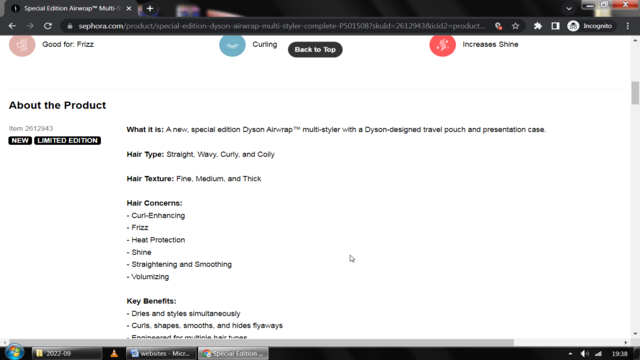 Special Edition Airwrap™ Multi-S
sephora.com/product/special-edition-dyson-airwrap-multi-styler-complete-P501508?skuId=2612943&icid2=product...
Incognito
Good for: Frizz
Curling
Back to Top
Increases Shine
About the Product
Item 2612943
NEW
LIMITED EDITION
What it is: A new, special edition Dyson Airwrap™ multi-styler with a Dyson-designed travel pouch and presentation case.
Hair Type: Straight, Wavy, Curly, and Coily
Hair Texture: Fine, Medium, and Thick
Hair Concerns:
- Curl-Enhancing
- Frizz
- Heat Protection
- Shine
- Straightening and Smoothing
- Volumizing
Key Benefits:
- Dries and styles simultaneously
- Curls, shapes, smooths, and hides flyaways
- Engineered for multiple hair types
2022-09
websites - Micr...
Special Edition ...
19:38